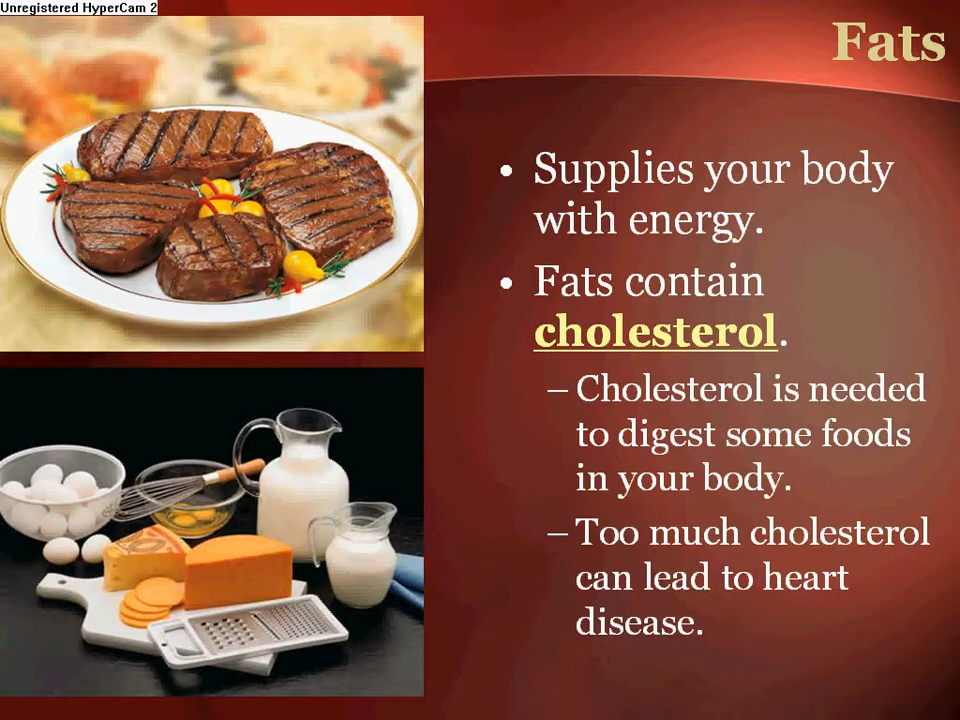 Unregistered HyperCam 2
Fats
• Supplies your body
with energy.
• Fats contain
cholesterol.
– Cholesterol is needed
to digest some foods
in your body.
– Too much cholesterol
can lead to heart
disease.